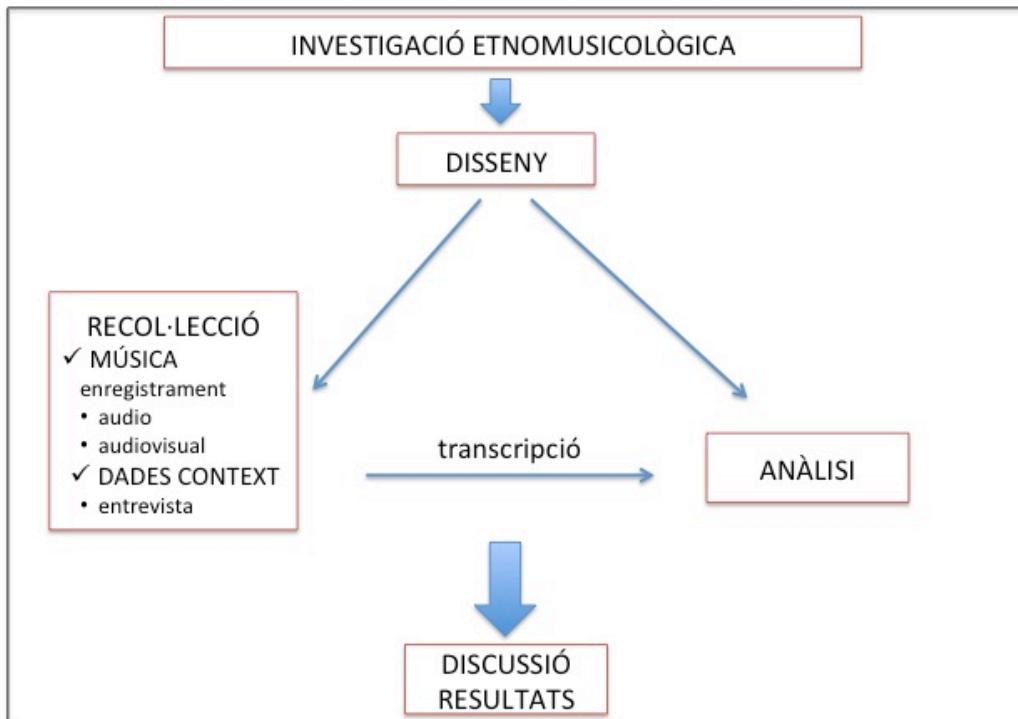 INVESTIGACIÓ ETNOMUSICOLÒGICA
DISSENY
RECOL·LECCIÓ
✓ MÚSICA
enregistrament
• audio
• audiovisual
✓ DADES CONTEXT
• entrevista
transcripció
ANÀLISI
DISCUSSIÓ
RESULTATS